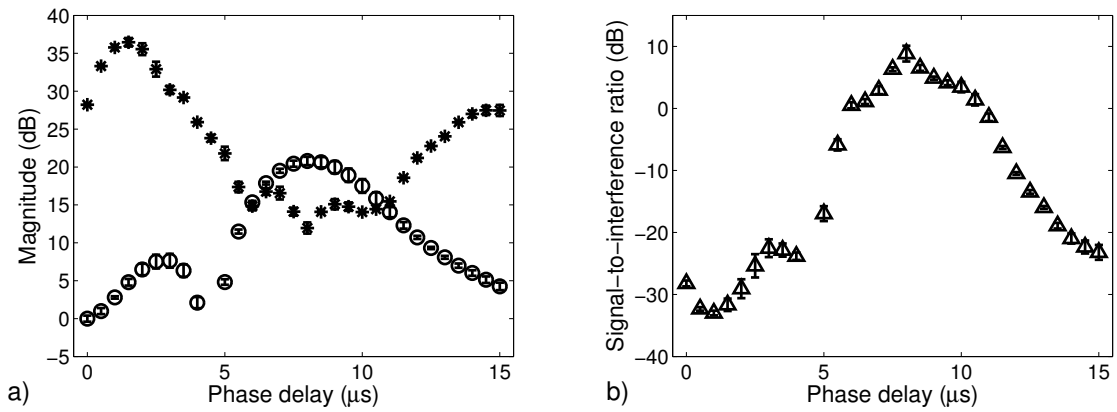 40
35
30
25
20
15
10
5
0
−5
Magnitude (dB)
0 5 10 15
Phase delay (μs)
a)
10
0
−10
−20
−30
−40
Signal−to−interference ratio (dB)
0 5 10 15
Phase delay (μs)
b)